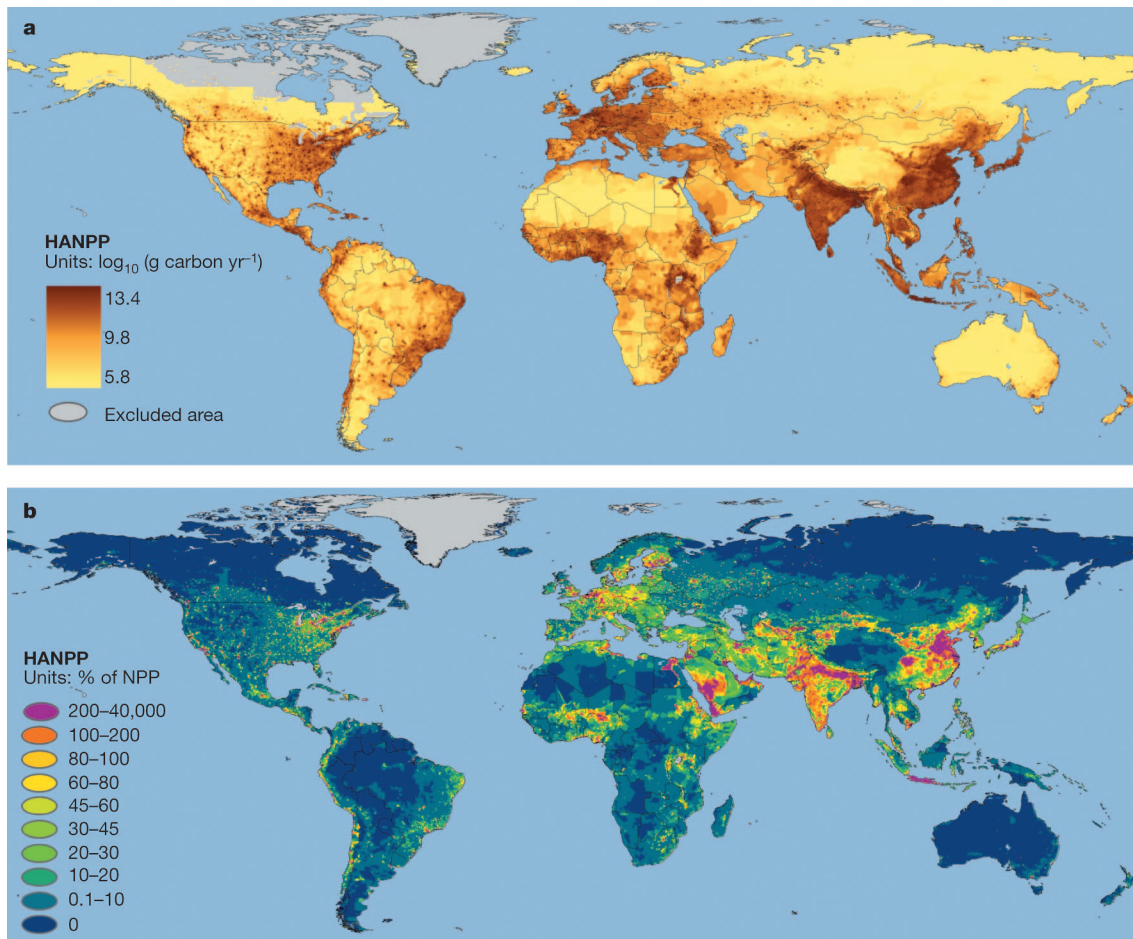 a
HANPP
Units: log₁₀ (g carbon yr⁻¹)
13.4
9.8
5.8
Excluded area
b
HANPP
Units: % of NPP
200–40,000
100–200
80–100
60–80
45–60
30–45
20–30
10–20
0.1–10
0